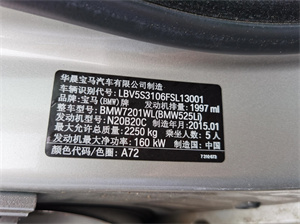 华晨宝马汽车有限公司制造
车辆识别代号: LBV5S3106FSL13001
品牌: 宝马(BMW)牌 发动机排量: 1997 ml
整车型号: BMW7201WL(BMW525Li)
发动机型号: N20B20C 制造年月: 2015.01
最大允许总质量: 2250 kg 乘坐人数: 5 人
发动机最大净功率: 160 kW 制造国: 中国
颜色代码/色圈: A72
7 310 073